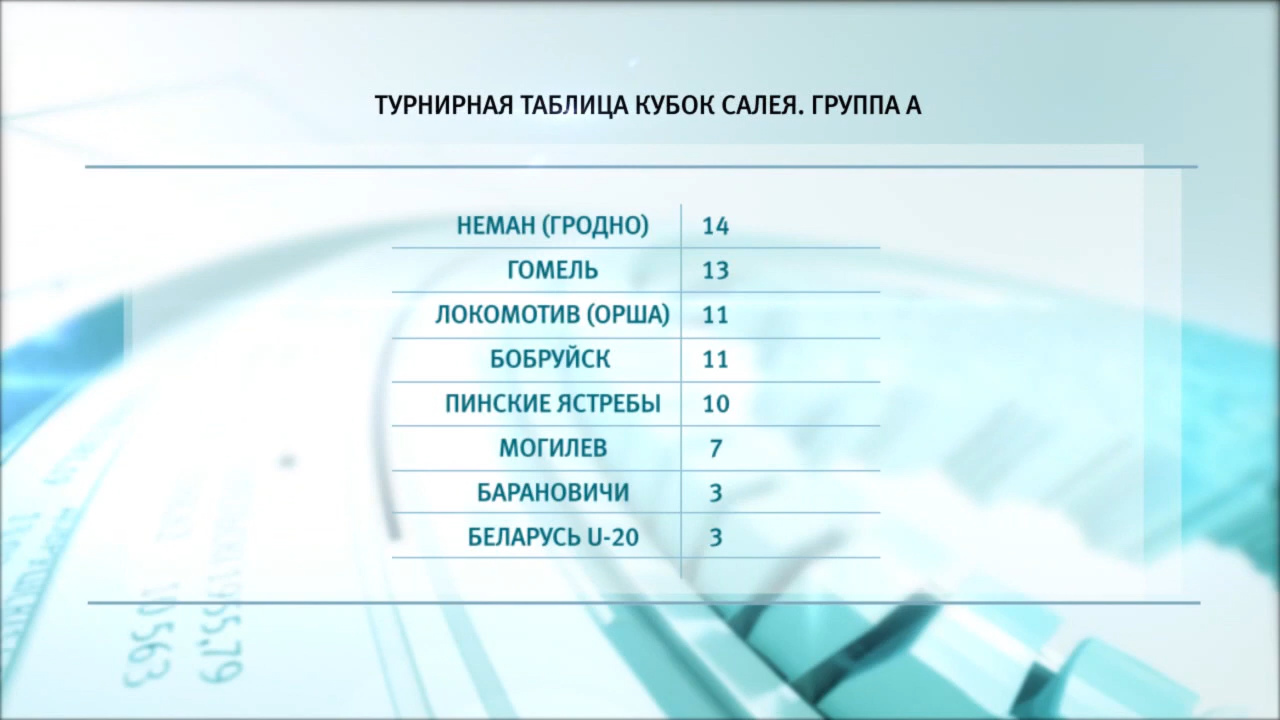 ТУРНИРНАЯ ТАБЛИЦА КУБОК САЛЕЯ. ГРУППА А
НЕМАН (ГРОДНО) 14
ГОМЕЛЬ 13
ЛОКОМОТИВ (ОРША) 11
БОБРУЙСК 11
ПИНСКИЕ ЯСТРЕБЫ 10
МОГИЛЕВ 7
БАРАНОВИЧИ 3
БЕЛАРУСЬ U-20 3